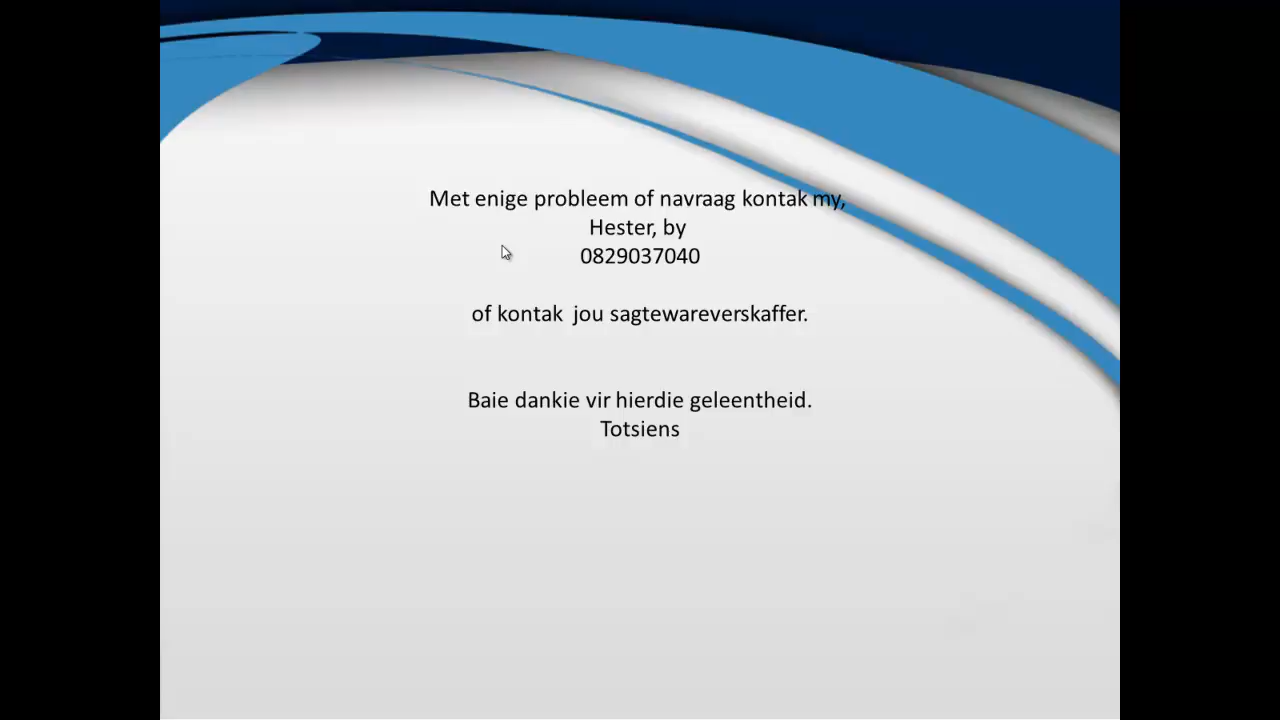 Met enige probleem of navraag kontak my,
Hester, by
0829037040
of kontak  jou sagtewareverskaffer.
Baie dankie vir hierdie geleentheid.
Totsiens